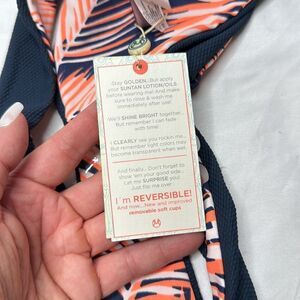 Stay GOLDEN...But apply
your SUNTAN LOTION/OILS
before wearing me! And make
sure to rinse & wash me
immediately after use!
We'll SHINE BRIGHT together...
But remember I can fade
with time!
I CLEARLY see you rockin me...
But remember light colors may
become transparent when wet.
And finally.. Don't forget to
show 'em your good side...
Let me SURPRISE you!
Just flip me over
I'm REVERSIBLE!
And now...New and improved
removable soft cups